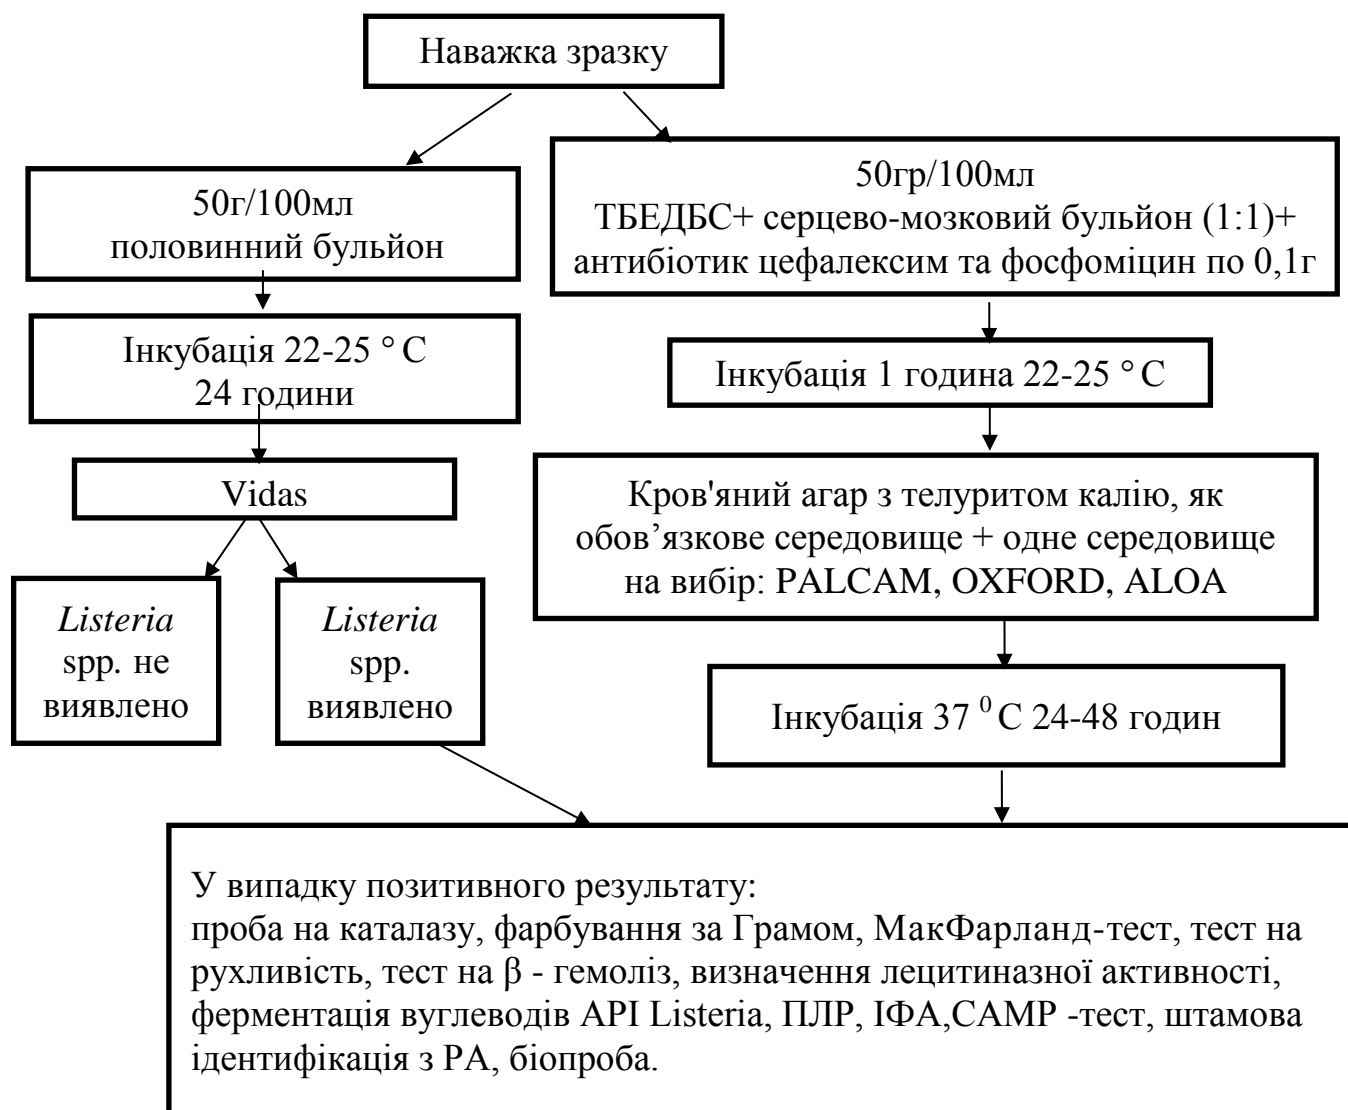 Наважка зразку
50г/100мл
половинний бульйон
50гр/100мл
ТБЕДБС+ серцево-мозковий бульйон (1:1)+
антибіотик цефалексим та фосфоміцин по 0,1г
Інкубація 22-25 ° С
24 години
Інкубація 1 година 22-25 ° С
Vidas
Кров'яний агар з телуритом калію, як
обов’язкове середовище + одне середовище
на вибір: PALCAM, OXFORD, ALOA
Listeria
spp. не
виявлено
Listeria
spp.
виявлено
Інкубація 37 ⁰ С 24-48 годин
У випадку позитивного результату:
проба на каталазу, фарбування за Грамом, МакФарланд-тест, тест на
рухливість, тест на β - гемоліз, визначення лецитиназної активності,
ферментація вуглеводів API Listeria, ПЛР, ІФА,CAMP -тест, штамова
ідентифікація з РА, біопроба.